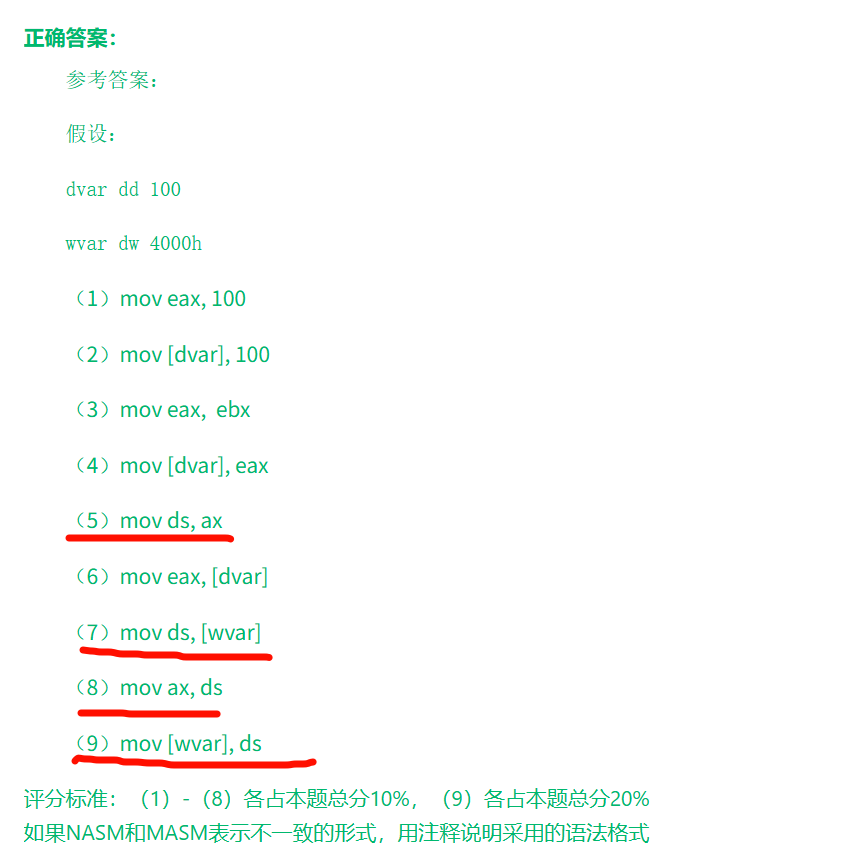 正确答案：
参考答案：
假设：
dvar dd 100
wvar dw 4000h
（1）mov eax, 100
（2）mov [dvar], 100
（3）mov eax, ebx
（4）mov [dvar], eax
（5）mov ds, ax
（6）mov eax, [dvar]
（7）mov ds, [wvar]
（8）mov ax, ds
（9）mov [wvar], ds
评分标准：（1）-（8）各占本题总分10%，（9）各占本题总分20%
如果NASM和MASM表示不一致的形式，用注释说明采用的语法格式